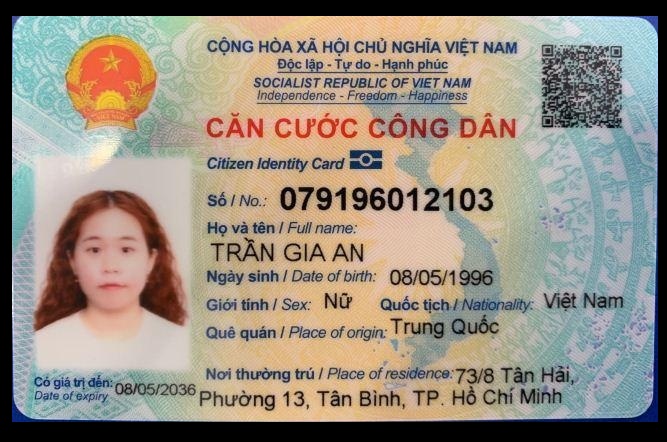 CỘNG HÒA XÃ HỘI CHỦ NGHĨA VIỆT NAM
Độc lập - Tự do - Hạnh phúc
SOCIALIST REPUBLIC OF VIET NAM
Independence - Freedom - Happiness
CĂN CƯỚC CÔNG DÂN
Citizen Identity Card
Số / No.: 079196012103
Họ và tên / Full name:
TRẦN GIA AN
Ngày sinh / Date of birth: 08/05/1996
Giới tính / Sex: Nữ Quốc tịch / Nationality: Việt Nam
Quê quán / Place of origin: Trung Quốc
Nơi thường trú / Place of residence: 73/8 Tân Hải,
Phường 13, Tân Bình, TP. Hồ Chí Minh
Có giá trị đến: 08/05/2036
Date of expiry